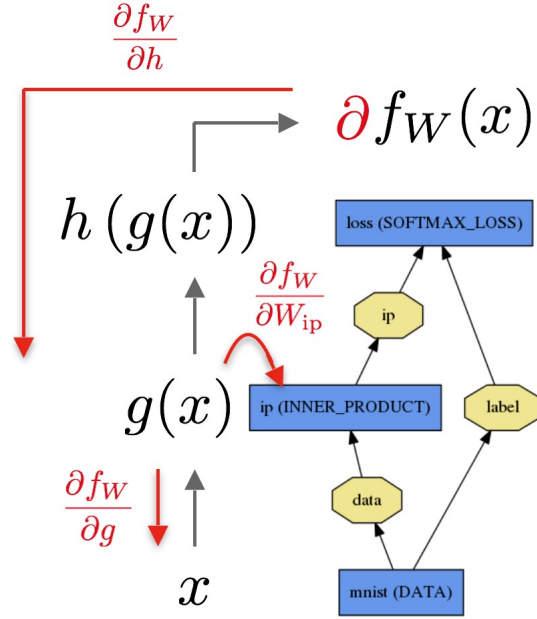 ∂f_W/∂h
∂f_W(x)
h(g(x))
loss (SOFTMAX_LOSS)
∂f_W/∂W_ip
ip
g(x)
ip (INNER_PRODUCT)
label
∂f_W/∂g
data
x
mnist (DATA)